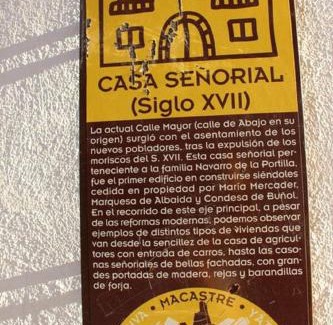 CASA SEÑORIAL
(Siglo XVII)
La actual Calle Mayor (calle de Abajo en su
origen) surgió con el asentamiento de los
nuevos pobladores, tras la expulsión de los
moriscos del S. XVII. Esta casa señorial per-
teneciente a la familia Navarro de la Portilla,
fue el primer edificio en construirse siéndoles
cedida en propiedad por María Mercader,
Marquesa de Albaida y Condesa de Buñol.
En el recorrido de este eje principal, a pesar
de las reformas modernas, podemos observar
ejemplos de distintos tipos de viviendas que
van desde la sencillez de la casa de agricul-
tores con entrada de carros, hasta las caso-
nas señoriales de bellas fachadas, con gran-
des portadas de madera, rejas y barandillas
de forja.
MACASTRE